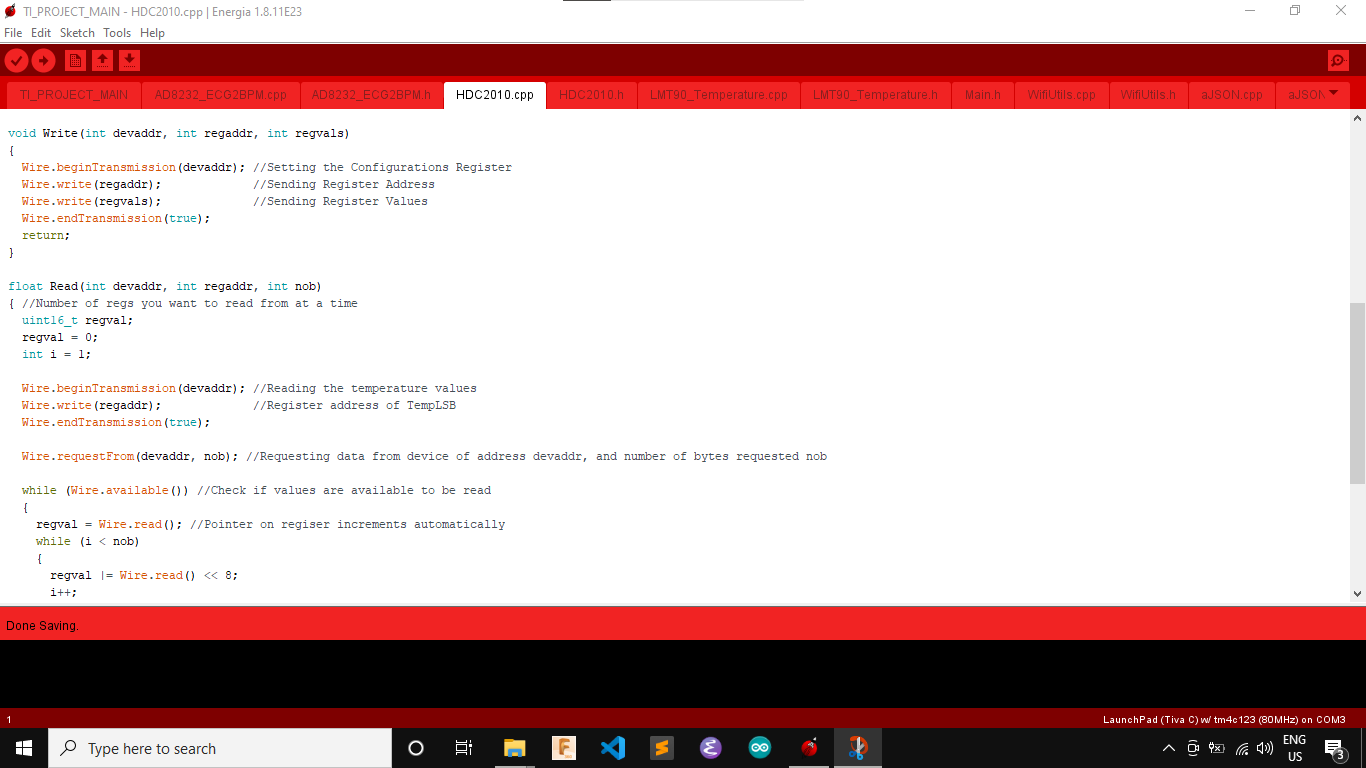 TI_PROJECT_MAIN - HDC2010.cpp | Energia 1.8.11E23
File Edit Sketch Tools Help
TI_PROJECT_MAIN AD8232_ECG2BPM.cpp AD8232_ECG2BPM.h HDC2010.cpp HDC2010.h LMT90_Temperature.cpp LMT90_Temperature.h Main.h WifiUtils.cpp WifiUtils.h aJSON.cpp aJSON
void Write(int devaddr, int regaddr, int regvals)
{
  Wire.beginTransmission(devaddr); //Setting the Configurations Register
  Wire.write(regaddr);             //Sending Register Address
  Wire.write(regvals);             //Sending Register Values
  Wire.endTransmission(true);
  return;
}
float Read(int devaddr, int regaddr, int nob)
{ //Number of regs you want to read from at a time
  uint16_t regval;
  regval = 0;
  int i = 1;
  Wire.beginTransmission(devaddr); //Reading the temperature values
  Wire.write(regaddr);             //Register address of TempLSB
  Wire.endTransmission(true);
  Wire.requestFrom(devaddr, nob); //Requesting data from device of address devaddr, and number of bytes requested nob
  while (Wire.available()) //Check if values are available to be read
  {
    regval = Wire.read(); //Pointer on regiser increments automatically
    while (i < nob)
    {
      regval |= Wire.read() << 8;
      i++;
Done Saving.
1 LaunchPad (Tiva C) w/ tm4c123 (80MHz) on COM3
Type here to search
ENG
US
3